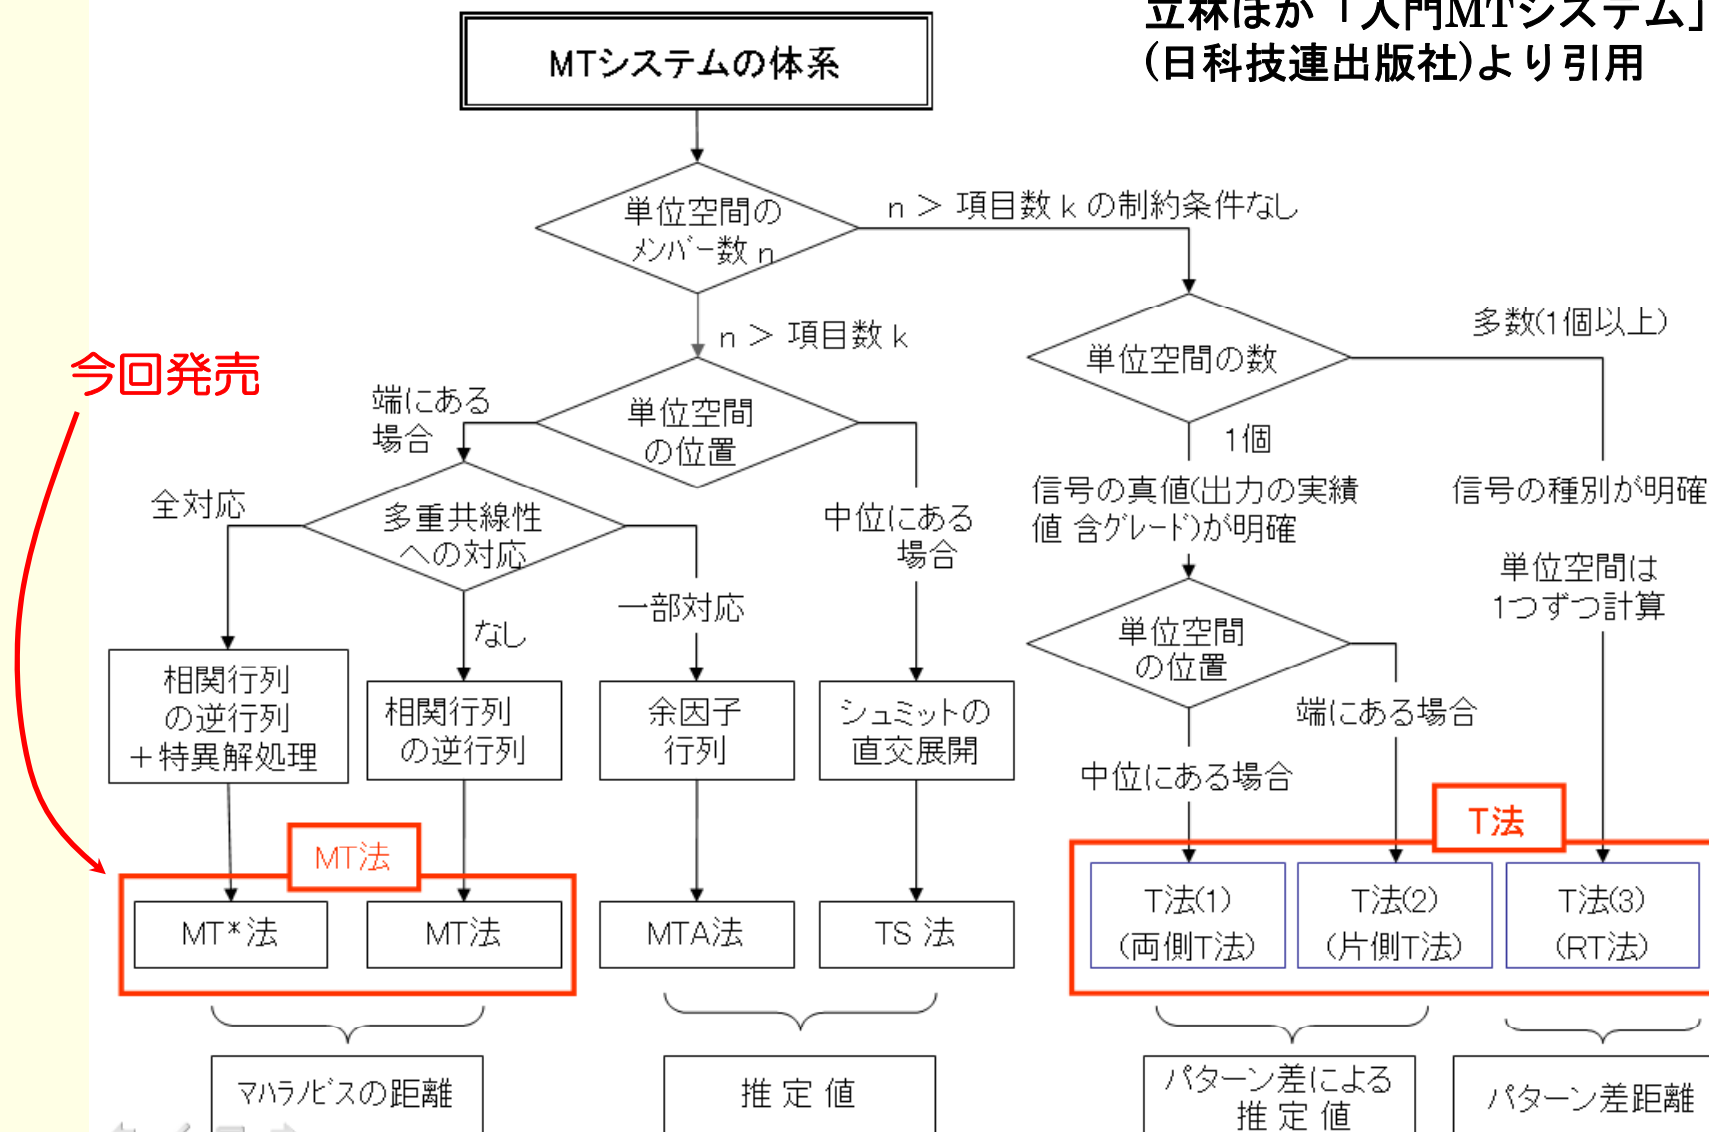 立林ほか「入門MTシステム」
(日科技連出版社)より引用
MTシステムの体系
単位空間の
メンバー数 n
n ＞ 項目数 k の制約条件なし
n ＞ 項目数 k
多数(1個以上)
単位空間の数
今回発売
端にある
場合
単位空間
の位置
1個
全対応
多重共線性
への対応
中位にある
場合
信号の真値(出力の実績
値 含グレード)が明確
信号の種別が明確
一部対応
なし
単位空間は
1つずつ計算
単位空間
の位置
相関行列
の逆行列
＋特異解処理
相関行列
の逆行列
余因子
行列
シュミットの
直交展開
端にある場合
中位にある場合
MT法
T法
MT*法
MT法
MTA法
TS 法
T法(1)
(両側T法)
T法(2)
(片側T法)
T法(3)
(RT法)
マハラノビスの距離
推 定 値
パターン差による
推 定 値
パターン差距離